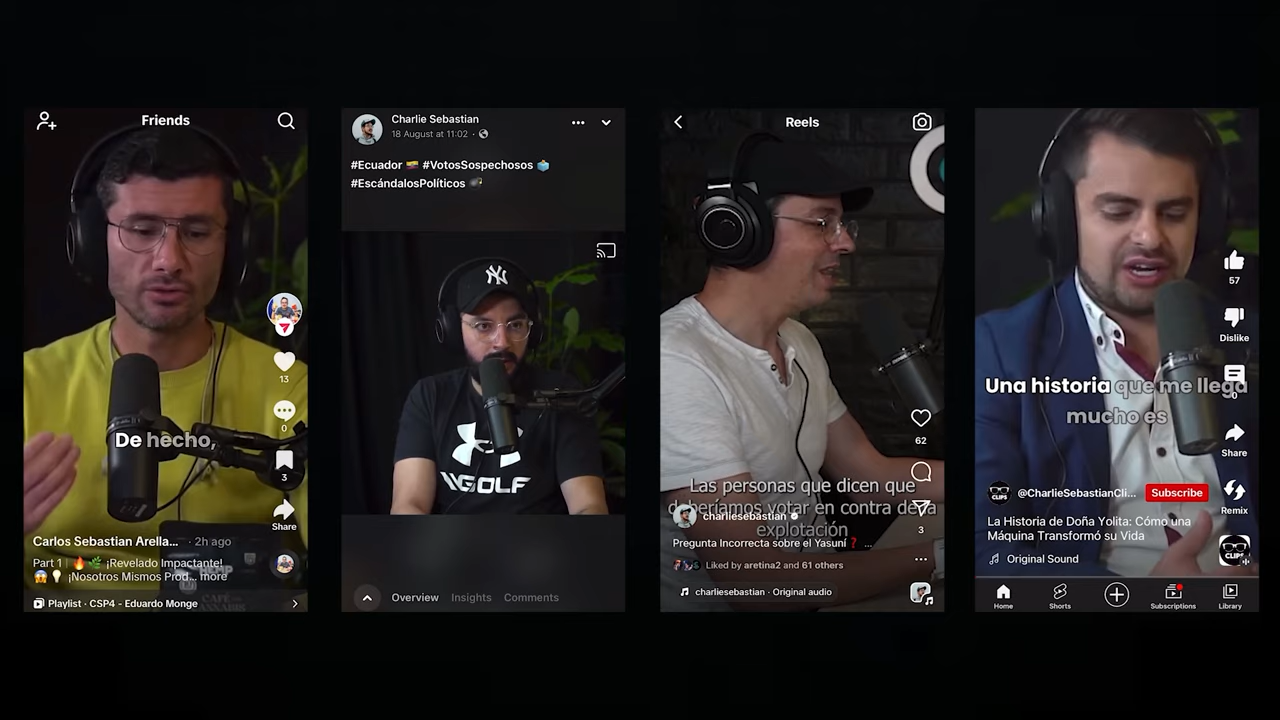 Friends
13
De hecho,
0
3
Share
Carlos Sebastian Arella... · 2h ago
Part 1 🔥🌿 ¡Revelado Impactante!
😱💡 ¡Nosotros Mismos Prod... more
Playlist · CSP4 - Eduardo Monge
Charlie Sebastian
18 August at 11:02 ·
#Ecuador 🇪🇨 #VotosSospechosos 🗳️
#EscándalosPolíticos 💣
NY
GOLF
Overview Insights Comments
Reels
62
Las personas que dicen que
deberíamos votar en contra de la
explotación
charliesebastian
3
Pregunta Incorrecta sobre el Yasuní ❓ ...
Liked by aretina2 and 61 others
charliesebastian · Original audio
57
Dislike
Una historia que me llega
mucho es
0
Share
@CharlieSebastianCli... Subscribe
Remix
La Historia de Doña Yolita: Cómo una
Máquina Transformó su Vida
Original Sound
CLIPS
Home Shorts Subscriptions Library